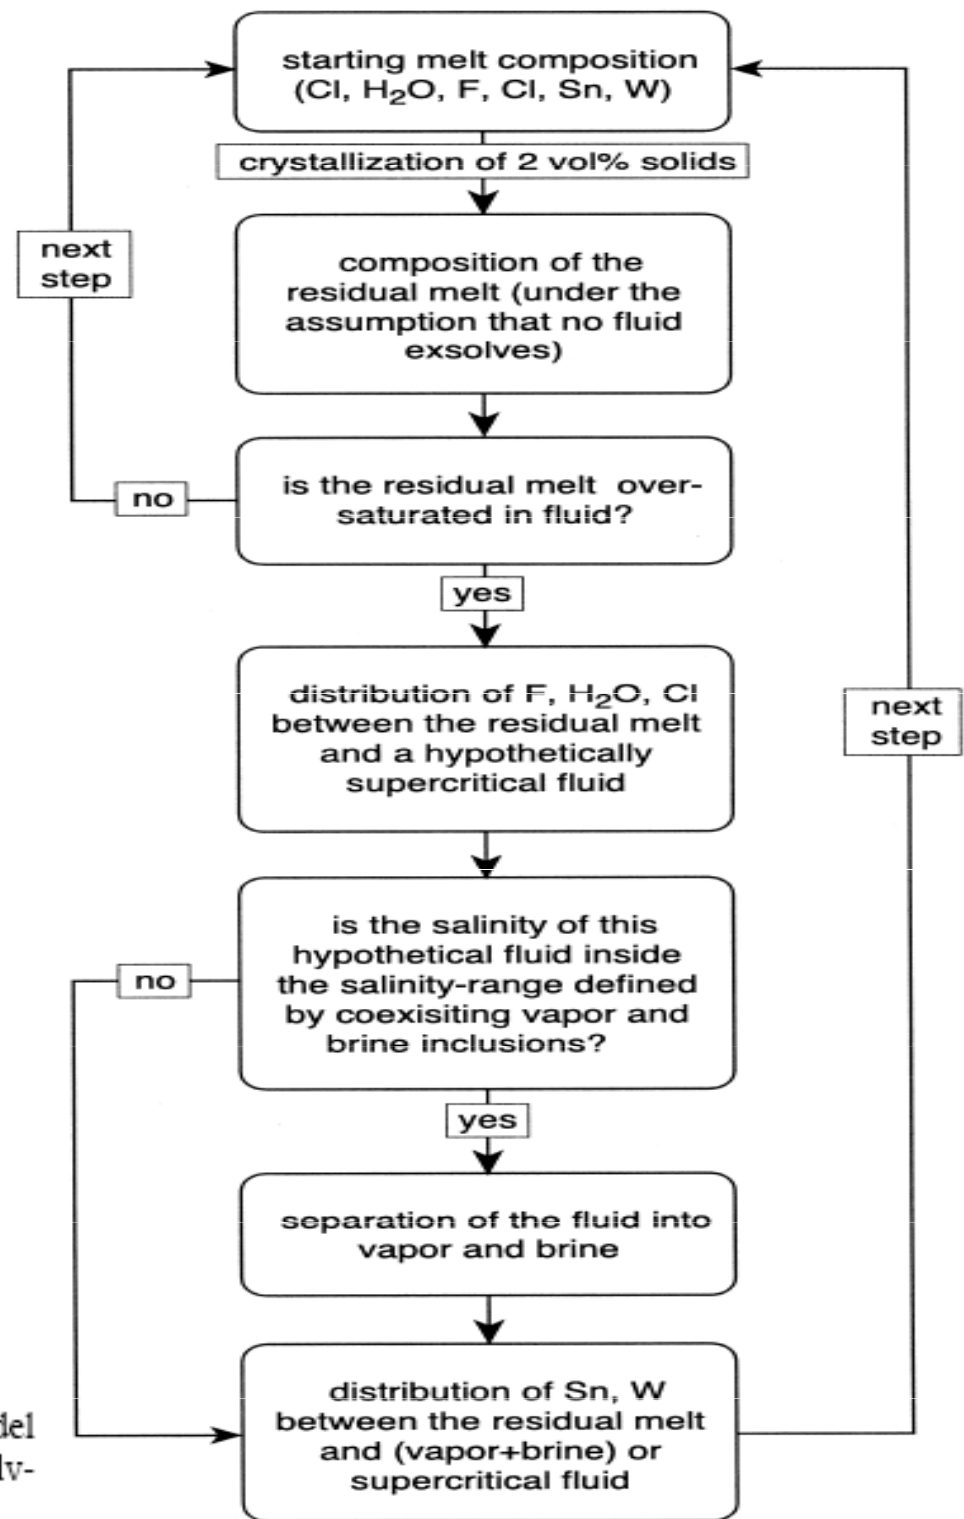 starting melt composition
(Cl, H₂O, F, Cl, Sn, W)
crystallization of 2 vol% solids
next
step
composition of the
residual melt (under the
assumption that no fluid
exsolves)
is the residual melt over-
saturated in fluid?
no
yes
distribution of F, H₂O, Cl
between the residual melt
and a hypothetically
supercritical fluid
next
step
is the salinity of this
hypothetical fluid inside
the salinity-range defined
by coexisiting vapor and
brine inclusions?
no
yes
separation of the fluid into
vapor and brine
distribution of Sn, W
between the residual melt
and (vapor+brine) or
supercritical fluid